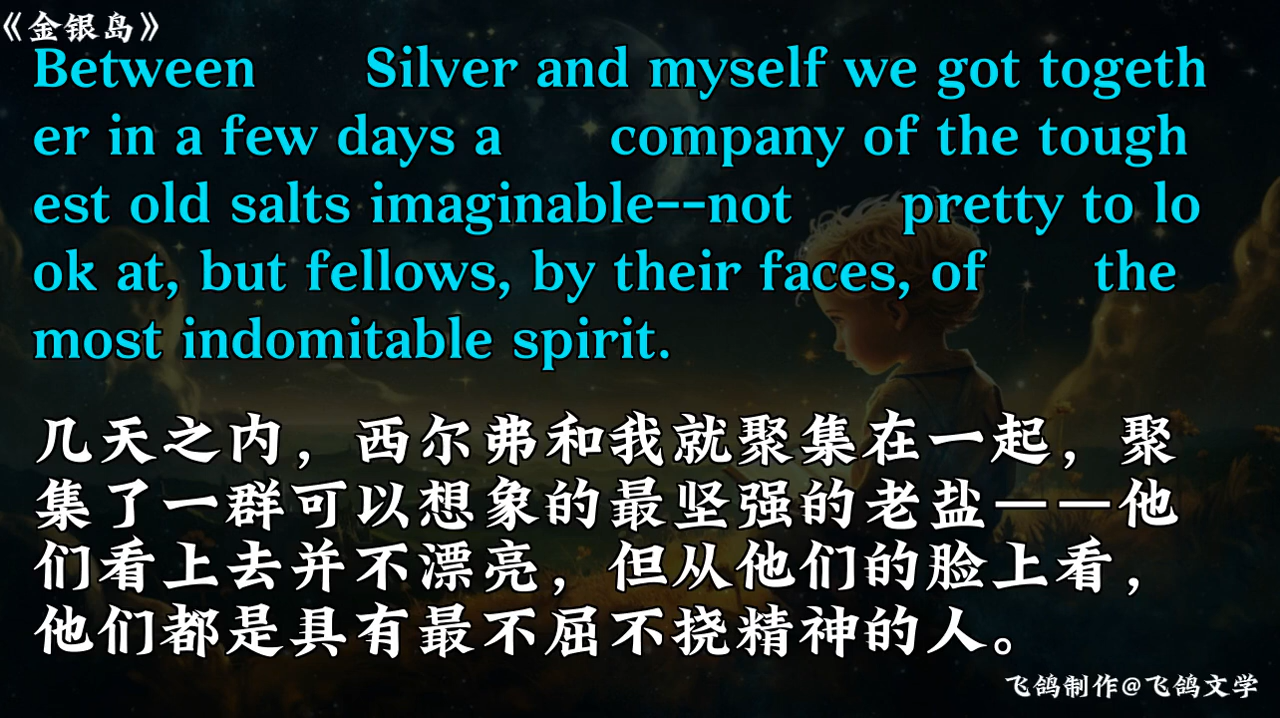 《金银岛》
Between Silver and myself we got togeth
er in a few days a company of the tough
est old salts imaginable--not pretty to lo
ok at, but fellows, by their faces, of the
most indomitable spirit.
几天之内，西尔弗和我就聚集在一起，聚
集了一群可以想象的最坚强的老盐——他
们看上去并不漂亮，但从他们的脸上看，
他们都是具有最不屈不挠精神的人。
飞鸽制作@飞鸽文学